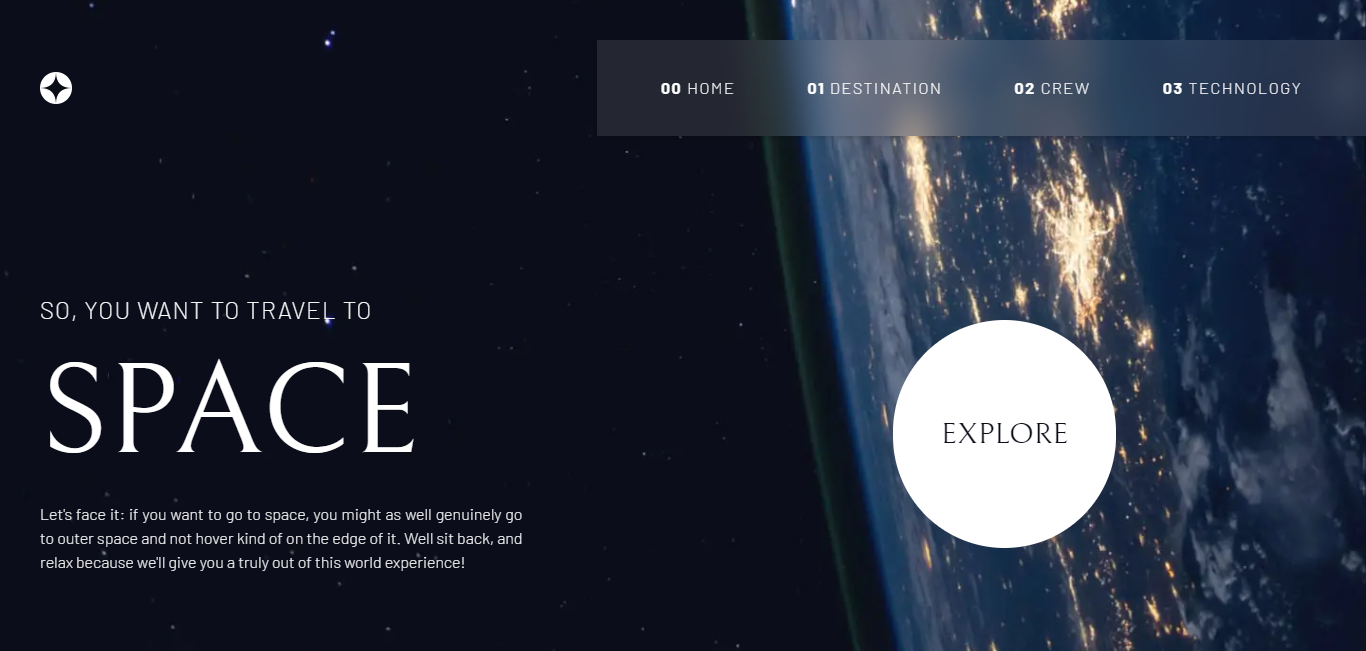 00 HOME 01 DESTINATION 02 CREW 03 TECHNOLOGY
SO, YOU WANT TO TRAVEL TO
SPACE
Let's face it: if you want to go to space, you might as well genuinely go
to outer space and not hover kind of on the edge of it. Well sit back, and
relax because we'll give you a truly out of this world experience!
EXPLORE